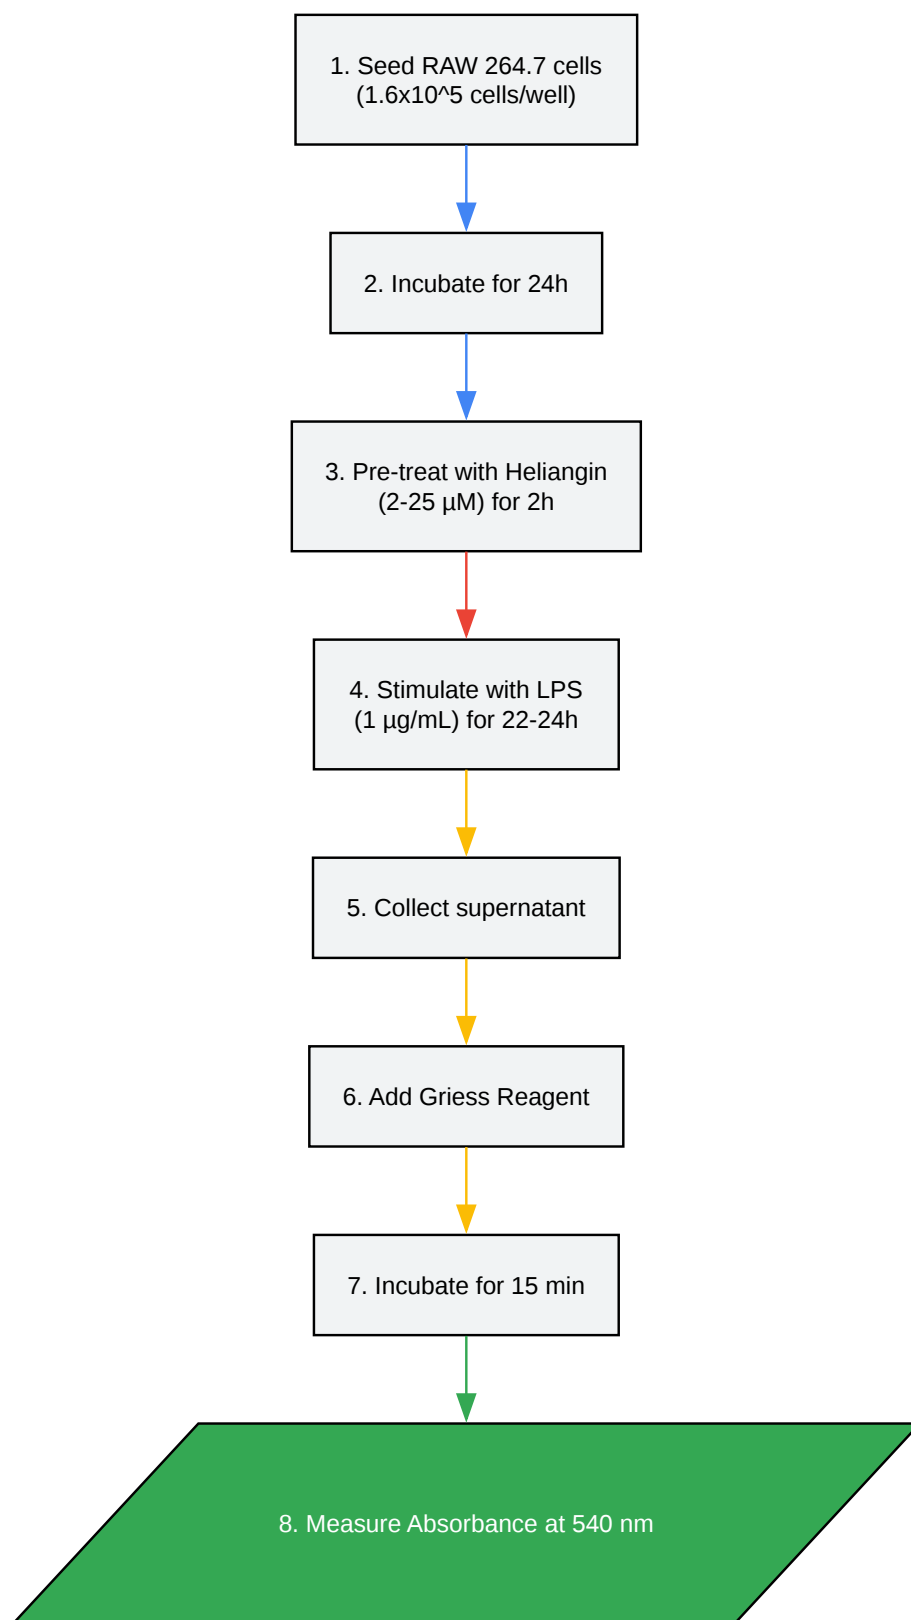 1. Seed RAW 264.7 cells
(1.6x10^5 cells/well)
2. Incubate for 24h
3. Pre-treat with Heliangin
(2-25 µM) for 2h
4. Stimulate with LPS
(1 µg/mL) for 22-24h
5. Collect supernatant
6. Add Griess Reagent
7. Incubate for 15 min
8. Measure Absorbance at 540 nm